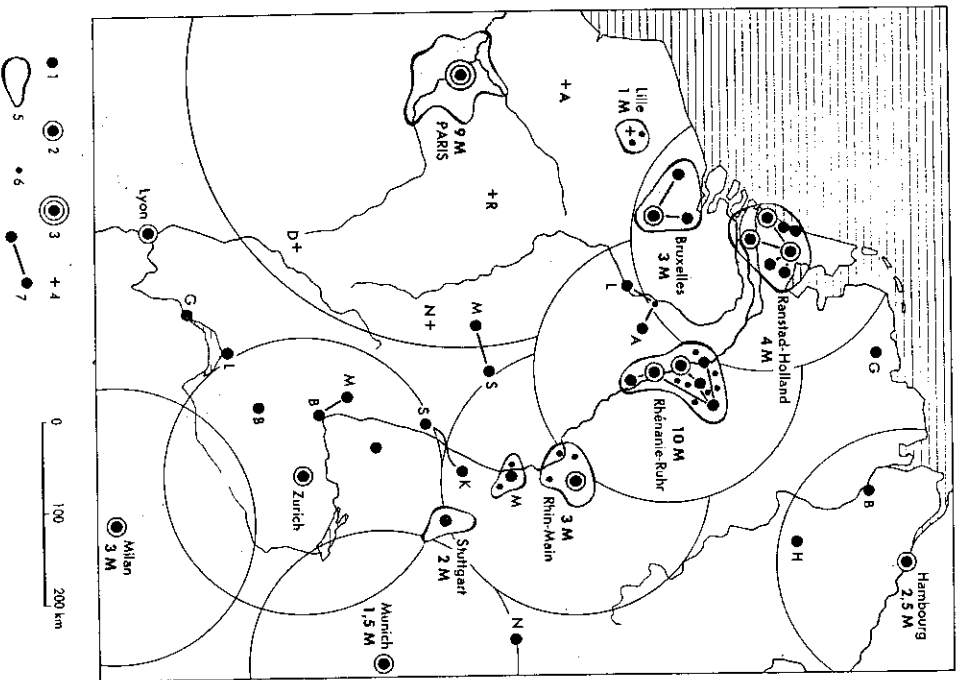 Hambourg
2,5 M
B
H
G
Ranstad-Holland
4 M
10 M
Rhénanie-Ruhr
Bruxelles
3 M
Lille
1 M
+A
L
A
3 M
Rhin-Main
M
N
9 M
PARIS
+R
M
S
N+
D+
K
S
Stuttgart
2 M
Munich
1,5 M
M
B
B
Zurich
L
G
Lyon
Milan
3 M
0
100
200 km
1
2
3
+ 4
5
6
7